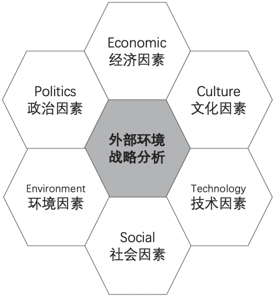 Economic
经济因素
Politics
政治因素
Culture
文化因素
外部环境
战略分析
Environment
环境因素
Technology
技术因素
Social
社会因素